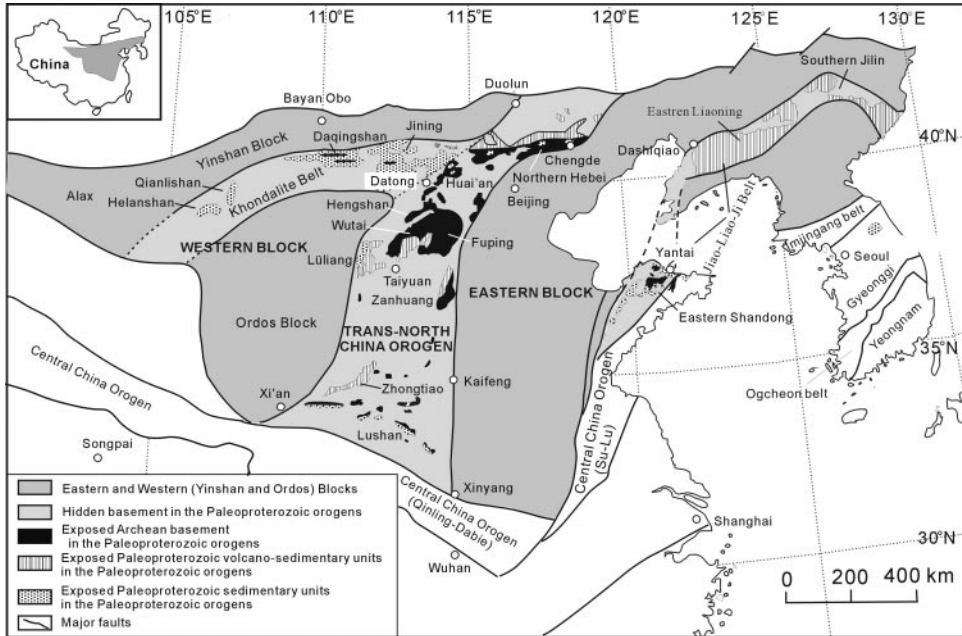 105°E
110°E
115°E
120°E
125°E
130°E
China
Southern Jilin
Duolun
Bayan Obo
Eastren Liaoning
Yinshan Block
Daqingshan
Jining
40°N
Dashiqiao
Chengde
Qianlishan
Khondalite Belt
Datong
Huai'an
Northern Hebei
Alax
Helanshan
Beijing
Hengshan
Wutai
Jiao-Liao-Ji Belt
Imjingang belt
WESTERN BLOCK
Fuping
Yantai
Seoul
Lüliang
Taiyuan
EASTERN BLOCK
Gyeonggi
Zanhuang
Eastern Shandong
Yeongnam
Ordos Block
TRANS-NORTH
CHINA OROGEN
35°N
Central China Orogen
Zhongtiao
Kaifeng
Ogcheon belt
Xi'an
Central China Orogen
(Su-Lu)
Lushan
Songpai
Xinyang
Central China Orogen
(Qinling-Dabie)
Shanghai
Wuhan
30°N
0 200 400 km
Eastern and Western (Yinshan and Ordos) Blocks
Hidden basement in the Paleoproterozoic orogens
Exposed Archean basement
in the Paleoproterozoic orogens
Exposed Paleoproterozoic volcano-sedimentary units
in the Paleoproterozoic orogens
Exposed Paleoproterozoic sedimentary units
in the Paleoproterozoic orogens
Major faults